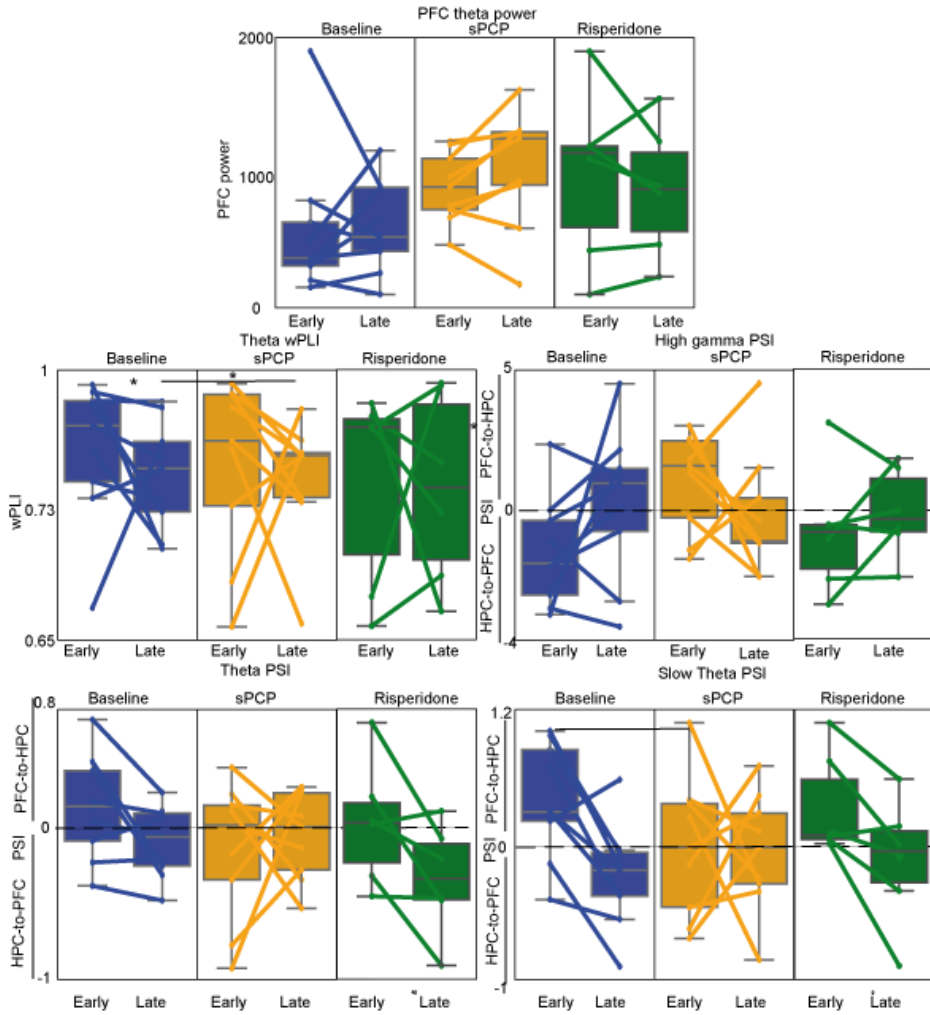 PFC theta power
Baseline sPCP Risperidone
2000
1000
0
PFC power
Early Late Early Late Early Late
Theta wPLI
Baseline sPCP Risperidone
1
0.73
0.65
wPLI
* * *
Early Late Early Late Early Late
High gamma PSI
Baseline sPCP Risperidone
5
0
-4
HPC-to-PFC PSI PFC-to-HPC
Early Late Early Late Early Late
Theta PSI
Baseline sPCP Risperidone
0.8
0
-1
HPC-to-PFC PSI PFC-to-HPC
Early Late Early Late Early * Late
Slow Theta PSI
Baseline sPCP Risperidone
1.2
0
-1
HPC-to-PFC PSI PFC-to-HPC
Early Late Early Late Early * Late